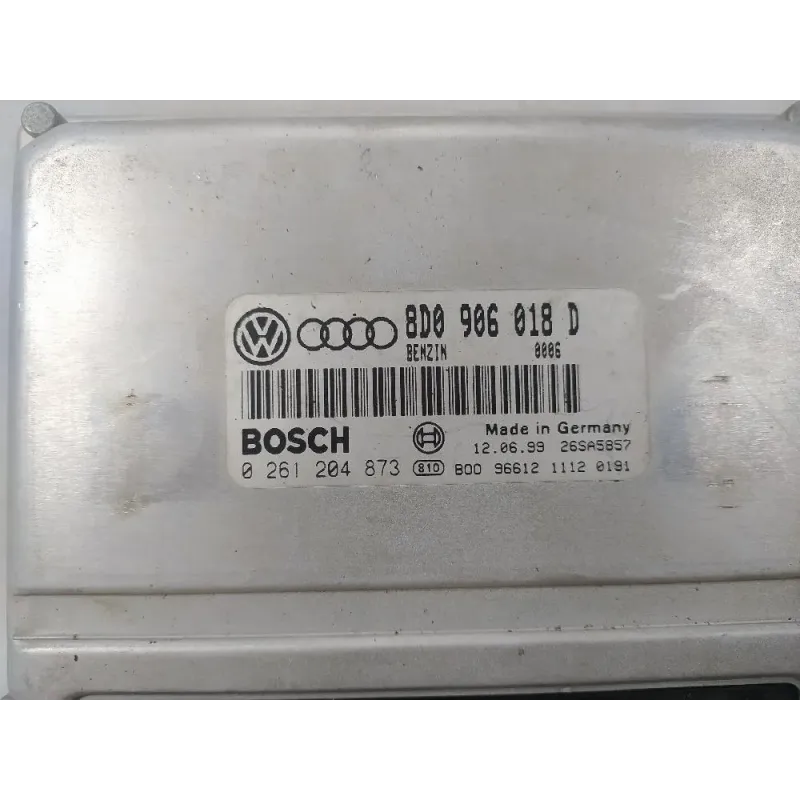 8D0 906 018 D
BENZIN 0006
BOSCH Made in Germany
12.06.99 26SA5857
0 261 204 873 810 B00 96612 1112 0191